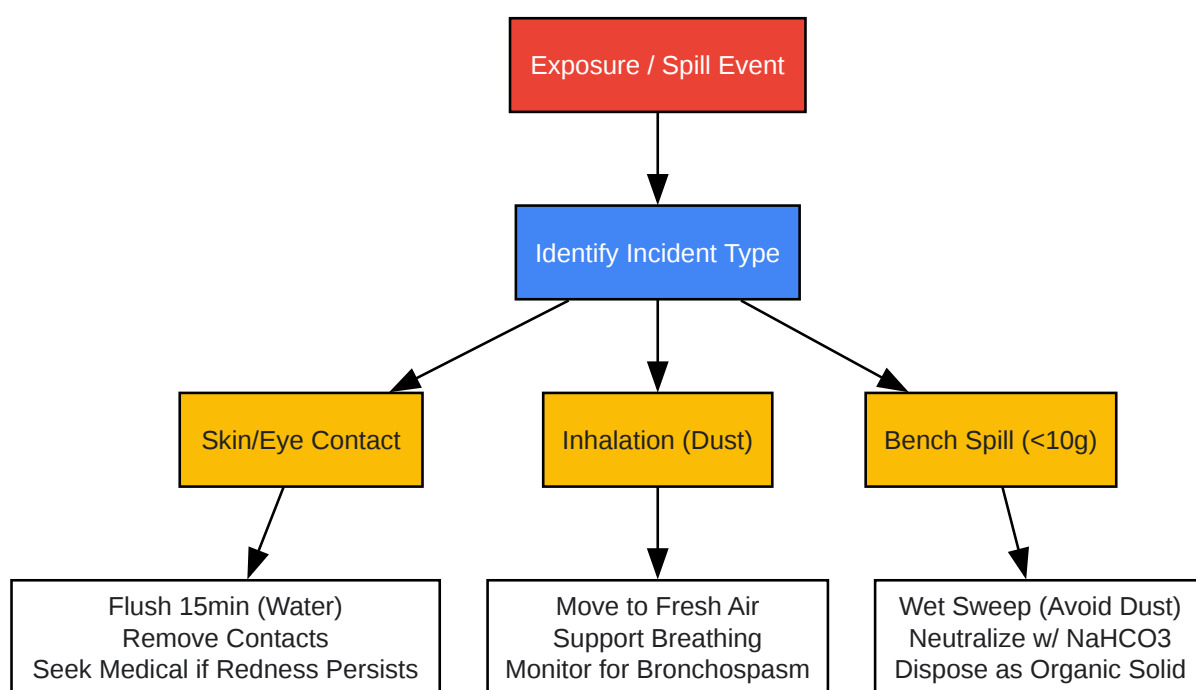 Exposure / Spill Event
Identify Incident Type
Skin/Eye Contact
Inhalation (Dust)
Bench Spill (<10g)
Flush 15min (Water)
Remove Contacts
Seek Medical if Redness Persists
Move to Fresh Air
Support Breathing
Monitor for Bronchospasm
Wet Sweep (Avoid Dust)
Neutralize w/ NaHCO3
Dispose as Organic Solid